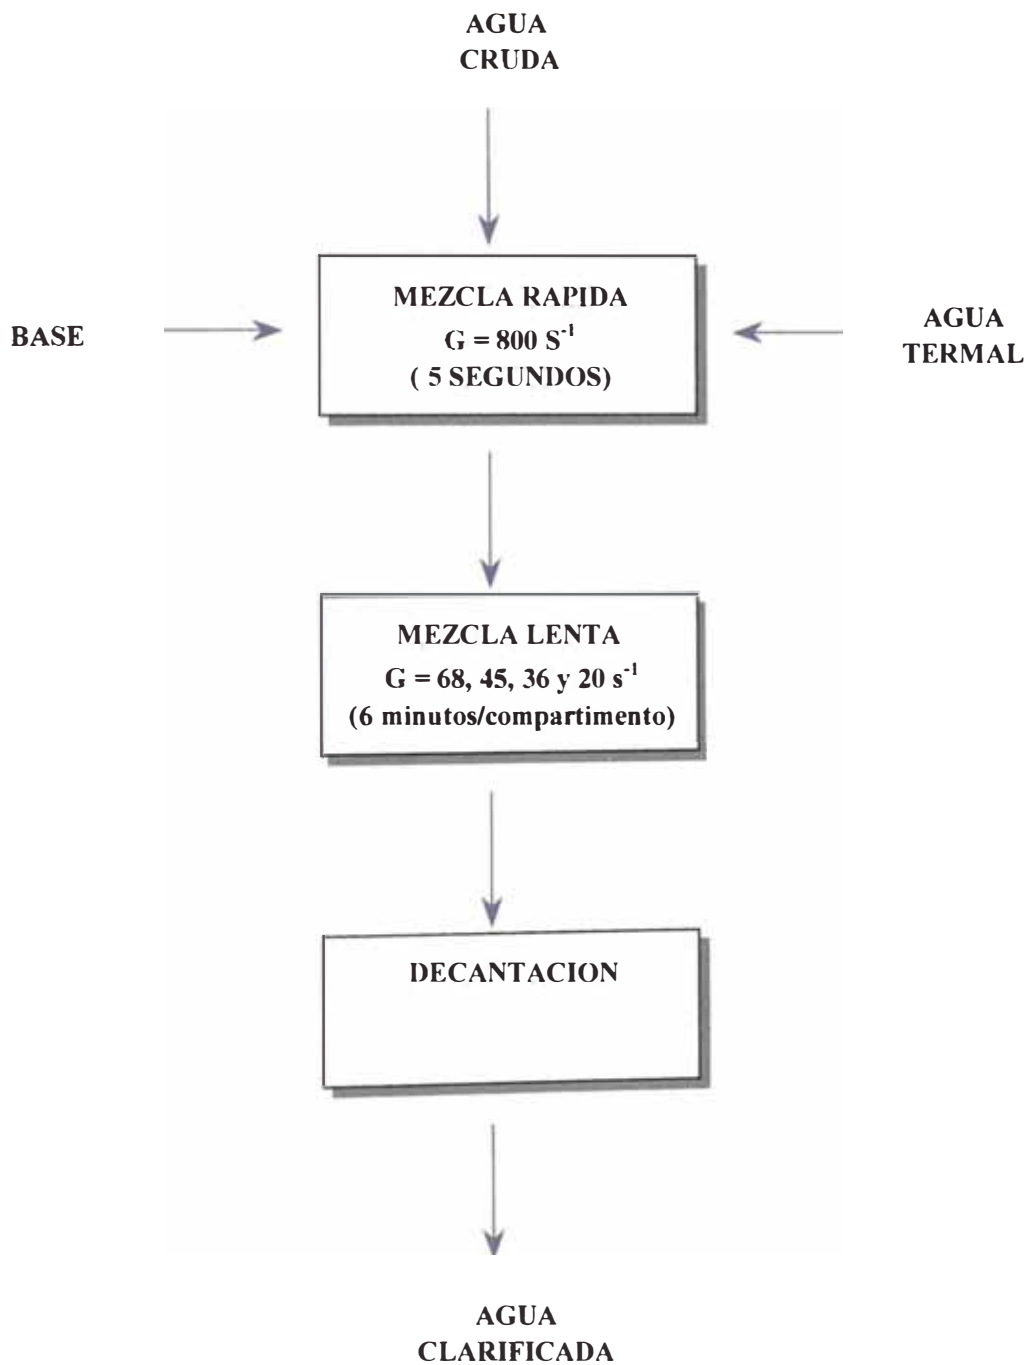 AGUA
CRUDA
MEZCLA RAPIDA
G = 800 S⁻¹
( 5 SEGUNDOS)
BASE
AGUA
TERMAL
MEZCLA LENTA
G = 68, 45, 36 y 20 s⁻¹
(6 minutos/compartimento)
DECANTACION
AGUA
CLARIFICADA